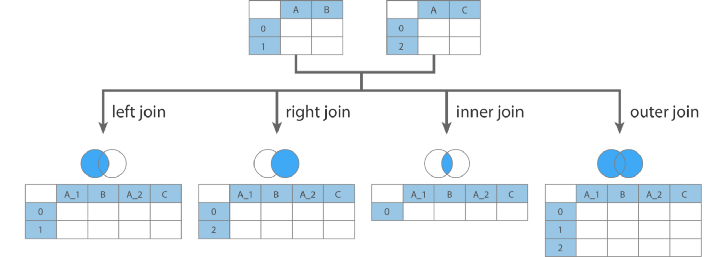 A B
0
1
A C
0
2
left join
right join
inner join
outer join
A_1 B A_2 C
0
1
A_1 B A_2 C
0
2
A_1 B A_2 C
0
A_1 B A_2 C
0
1
2